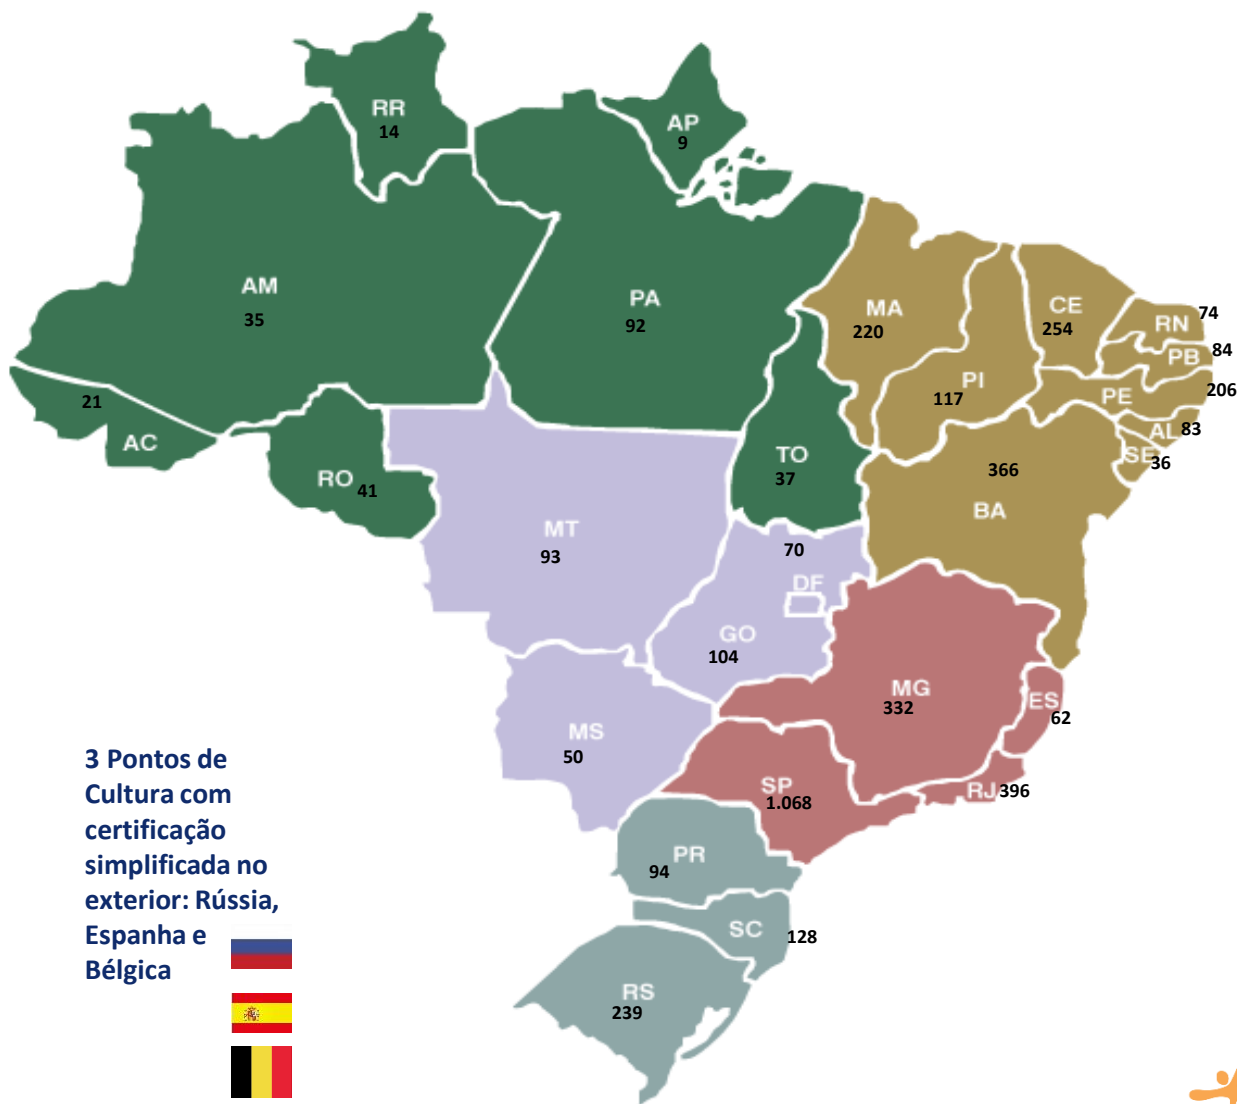 RR
14
AP
9
AM
35
PA
92
MA
220
CE
254
RN
74
PB
84
PI
117
PE
206
AL
83
SE
36
21
AC
RO
41
TO
37
366
BA
MT
93
70
DF
GO
104
MG
332
ES
62
MS
50
SP
1.068
RJ
396
3 Pontos de
Cultura com
certificação
simplificada no
exterior: Rússia,
Espanha e
Bélgica
PR
94
SC
128
RS
239